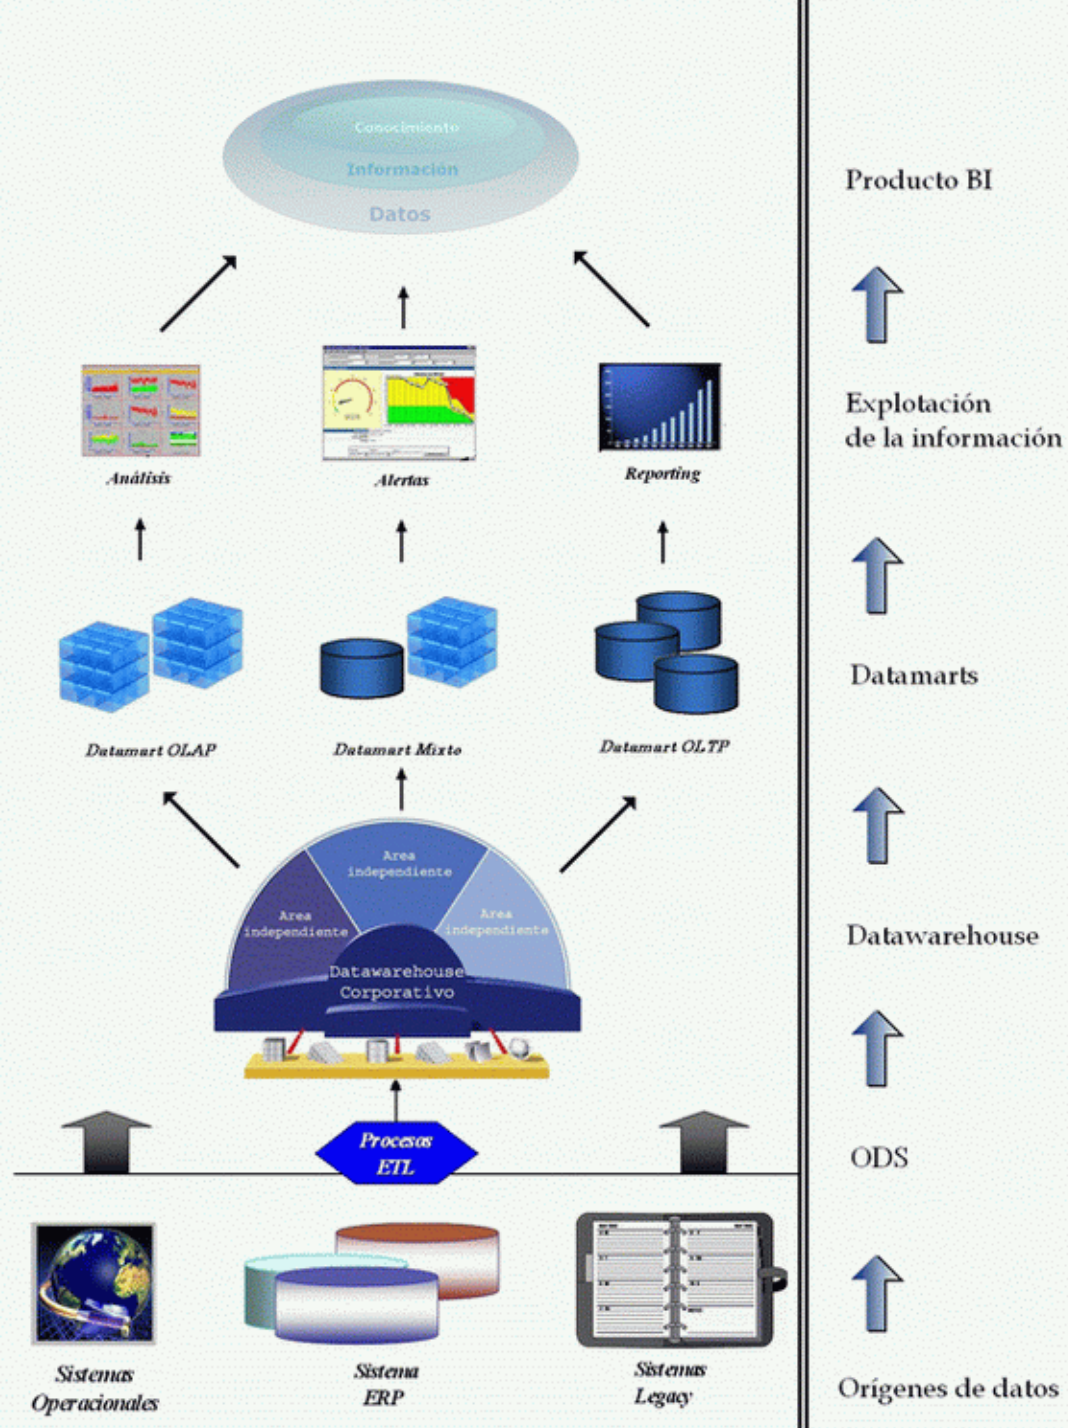 Conocimiento
Información
Datos
Producto BI
Análisis
Alertas
Reporting
Explotación
de la información
Datamart OLAP
Datamart Mixto
Datamart OLTP
Datamarts
Area
independiente
Area
independiente
Area
independiente
Datawarehouse
Corporativo
Datawarehouse
Procesos
ETL
ODS
Sistemas
Operacionales
Sistema
ERP
Sistemas
Legacy
Orígenes de datos